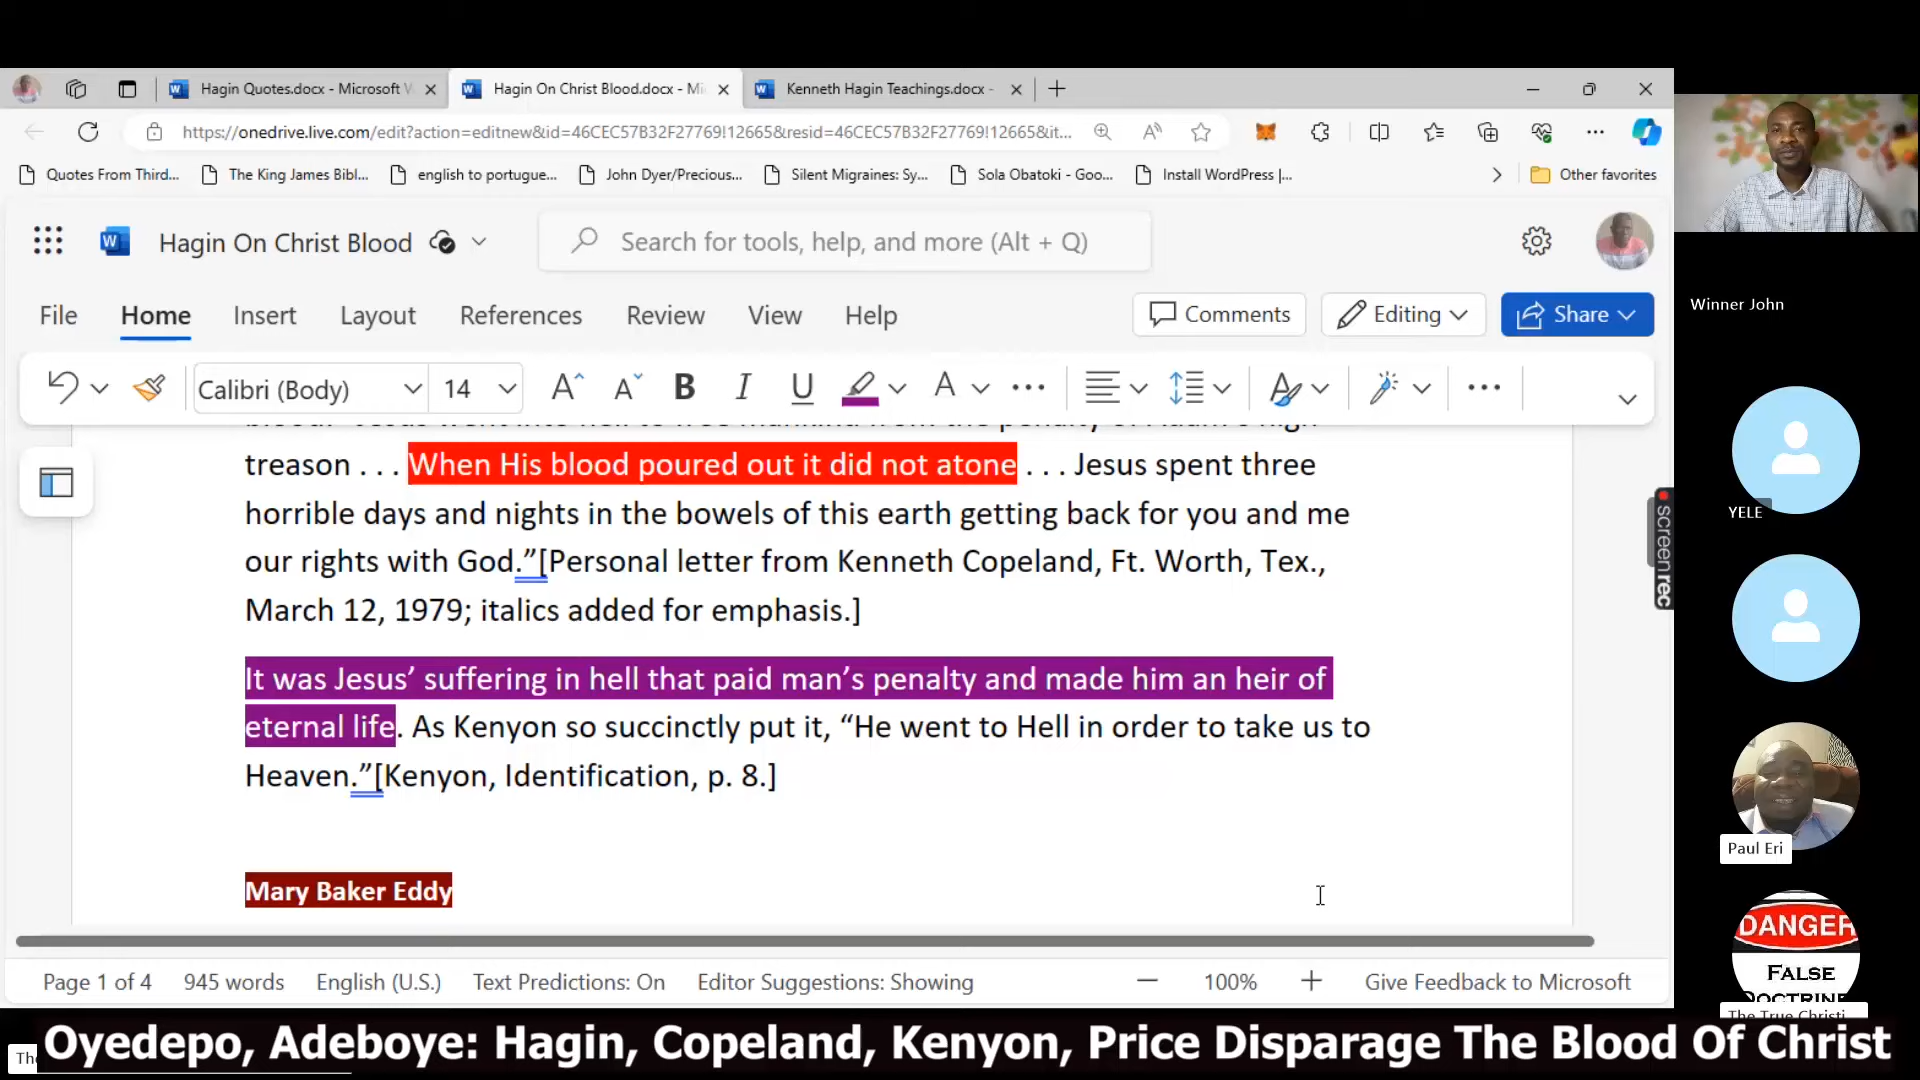 Hagin Quotes.docx - Microsoft W
Hagin On Christ Blood.docx - Mi
Kenneth Hagin Teachings.docx -
https://onedrive.live.com/edit?action=editnew&id=46CEC57B32F27769!12665&resid=46CEC57B32F27769!12665&it...
Quotes From Third...
The King James Bibl...
english to portugue...
John Dyer/Precious...
Silent Migraines: Sy...
Sola Obatoki - Goo...
Install WordPress |...
Other favorites
Hagin On Christ Blood
Search for tools, help, and more (Alt + Q)
File Home Insert Layout References Review View Help
Comments
Editing
Share
Calibri (Body)
14
treason . . . When His blood poured out it did not atone . . . Jesus spent three
horrible days and nights in the bowels of this earth getting back for you and me
our rights with God.”[Personal letter from Kenneth Copeland, Ft. Worth, Tex.,
March 12, 1979; italics added for emphasis.]
It was Jesus’ suffering in hell that paid man’s penalty and made him an heir of
eternal life. As Kenyon so succinctly put it, “He went to Hell in order to take us to
Heaven.”[Kenyon, Identification, p. 8.]
Mary Baker Eddy
Page 1 of 4
945 words
English (U.S.)
Text Predictions: On
Editor Suggestions: Showing
100%
Give Feedback to Microsoft
screenrec
Winner John
YELE
Paul Eri
DANGER
FALSE
DOCTRINE
The True Christi
Oyedepo, Adeboye: Hagin, Copeland, Kenyon, Price Disparage The Blood Of Christ